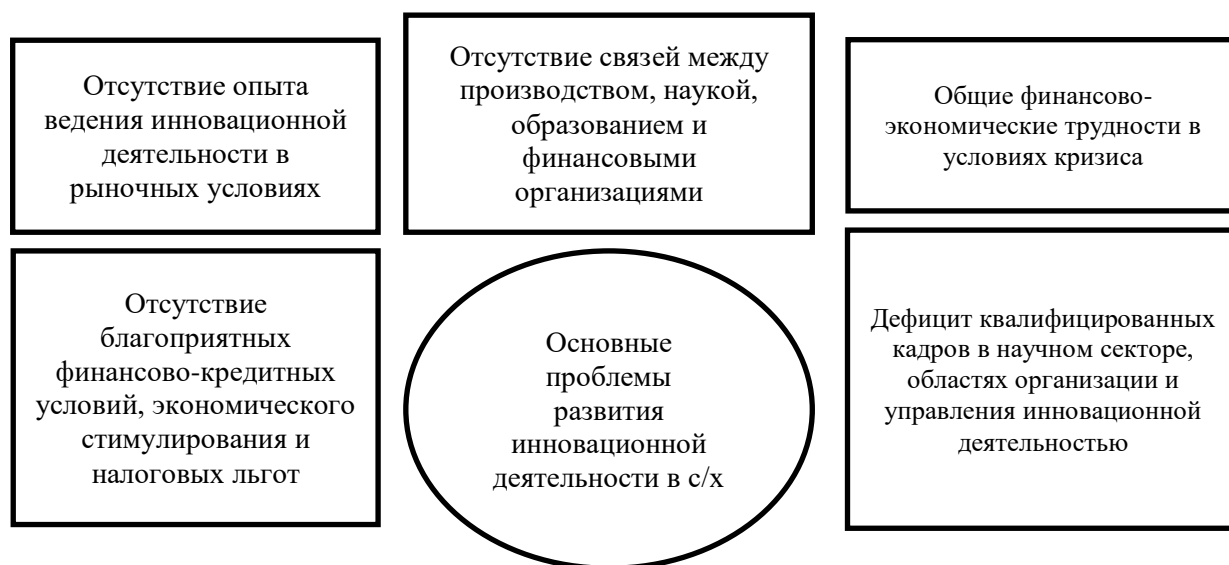 Отсутствие опыта
ведения инновационной
деятельности в
рыночных условиях
Отсутствие связей между
производством, наукой,
образованием и
финансовыми
организациями
Общие финансово-
экономические трудности в
условиях кризиса
Отсутствие
благоприятных
финансово-кредитных
условий, экономического
стимулирования и
налоговых льгот
Основные
проблемы
развития
инновационной
деятельности в с/х
Дефицит квалифицированных
кадров в научном секторе,
областях организации и
управления инновационной
деятельностью